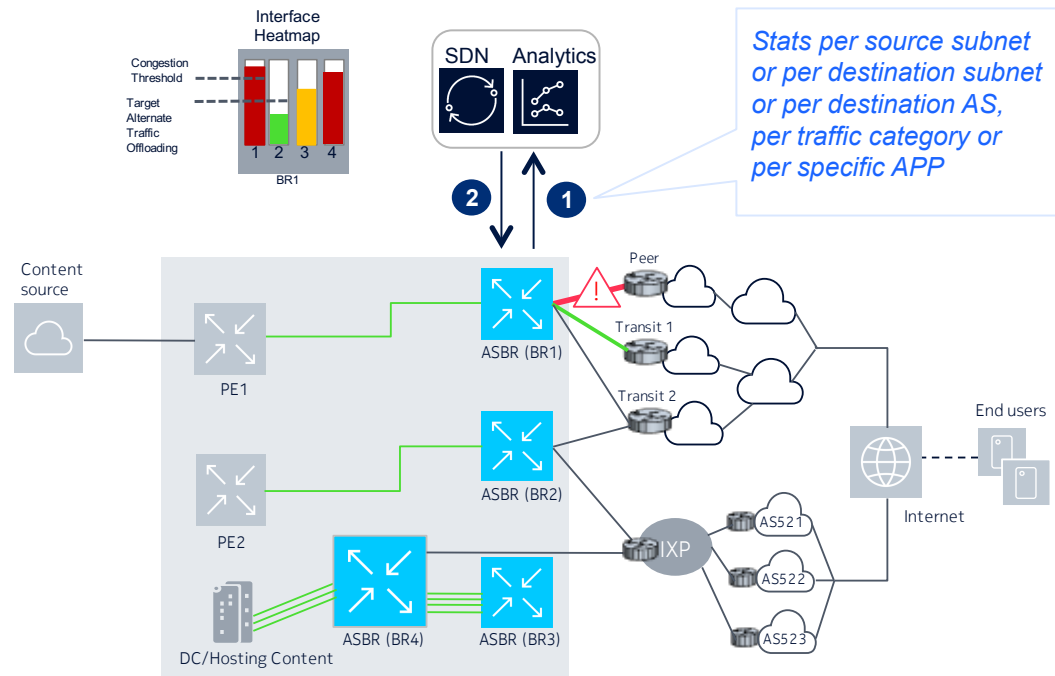 Interface
Heatmap
Congestion
Threshold
Target
Alternate
Traffic
Offloading
1 2 3 4
BR1
SDN Analytics
Stats per source subnet
or per destination subnet
or per destination AS,
per traffic category or
per specific APP
2
1
Content
source
PE1
ASBR (BR1)
Peer
!
Transit 1
Transit 2
PE2
ASBR (BR2)
End users
Internet
IXP
AS521
AS522
AS523
ASBR (BR4)
ASBR (BR3)
DC/Hosting Content